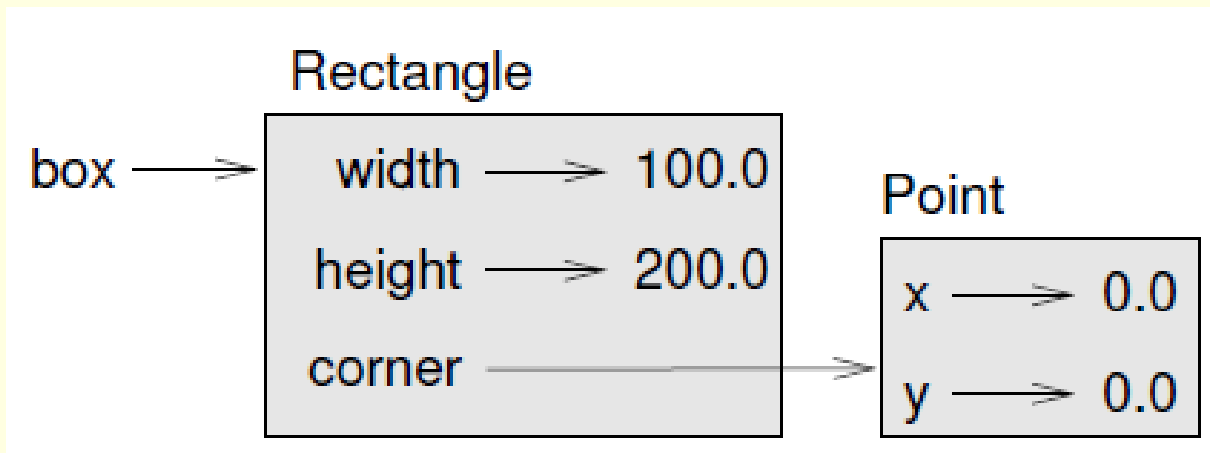 Rectangle
box
width 100.0
height 200.0
corner
Point
x 0.0
y 0.0